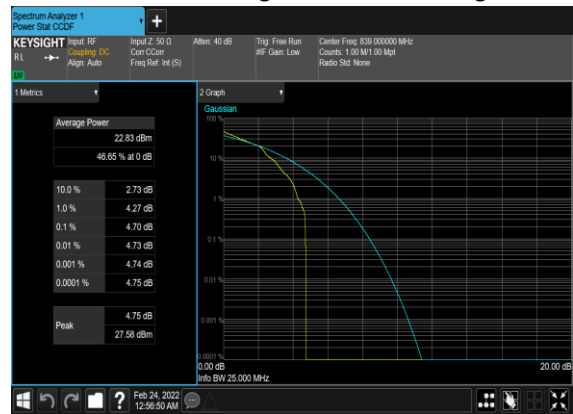 Spectrum Analyzer 1
Power Stat CCDF
+
KEYSIGHT Input: RF Input Z: 50 Ω Atten: 40 dB Trig: Free Run Center Freq: 839.000000 MHz
RL Coupling: DC Corr CCorr #IF Gain: Low Counts: 1.00 M/1.00 Mpt
Align: Auto Freq Ref: Int (S) Radio Std: None
LW
1 Metrics
Average Power
22.83 dBm
46.65 % at 0 dB
10.0 % 2.73 dB
1.0 % 4.27 dB
0.1 % 4.70 dB
0.01 % 4.73 dB
0.001 % 4.74 dB
0.0001 % 4.75 dB
Peak 4.75 dB
27.58 dBm
2 Graph
Gaussian
100 %
10 %
1 %
0.1 %
0.01 %
0.001 %
0.0001 %
0.00 dB 20.00 dB
Info BW 25.000 MHz
? Feb 24, 2022
12:56:50 AM